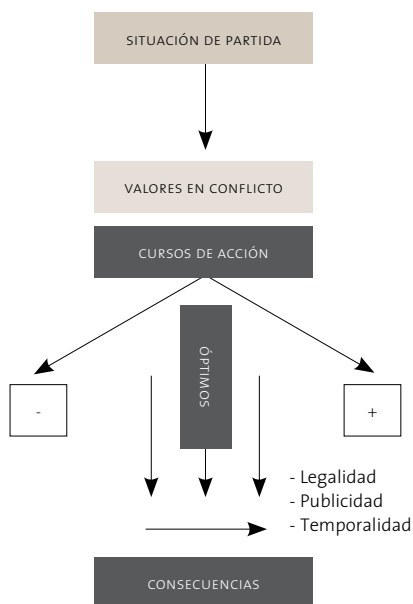 SITUACIÓN DE PARTIDA
VALORES EN CONFLICTO
CURSOS DE ACCIÓN
ÓPTIMOS
-
+
- Legalidad
- Publicidad
- Temporalidad
CONSECUENCIAS